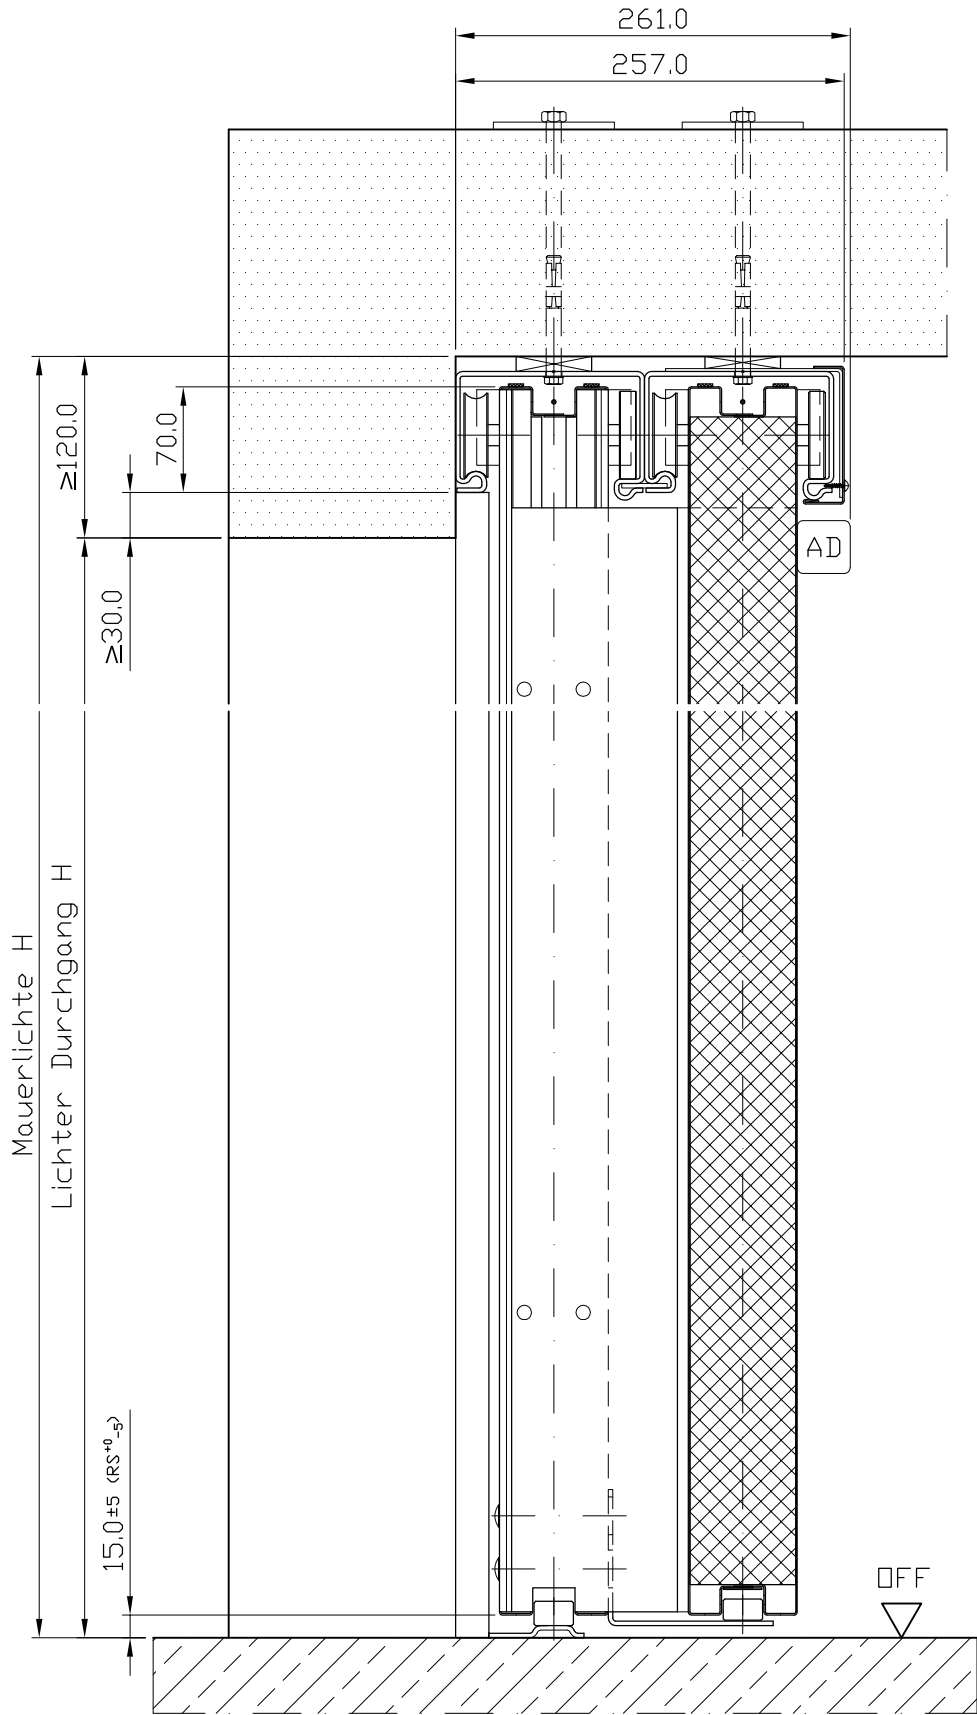 261.0
257.0
≥120.0
70.0
≥30.0
AD
Mauerlichte H
Lichter Durchgang H
15.0±5 (RS+0-5)
OFF